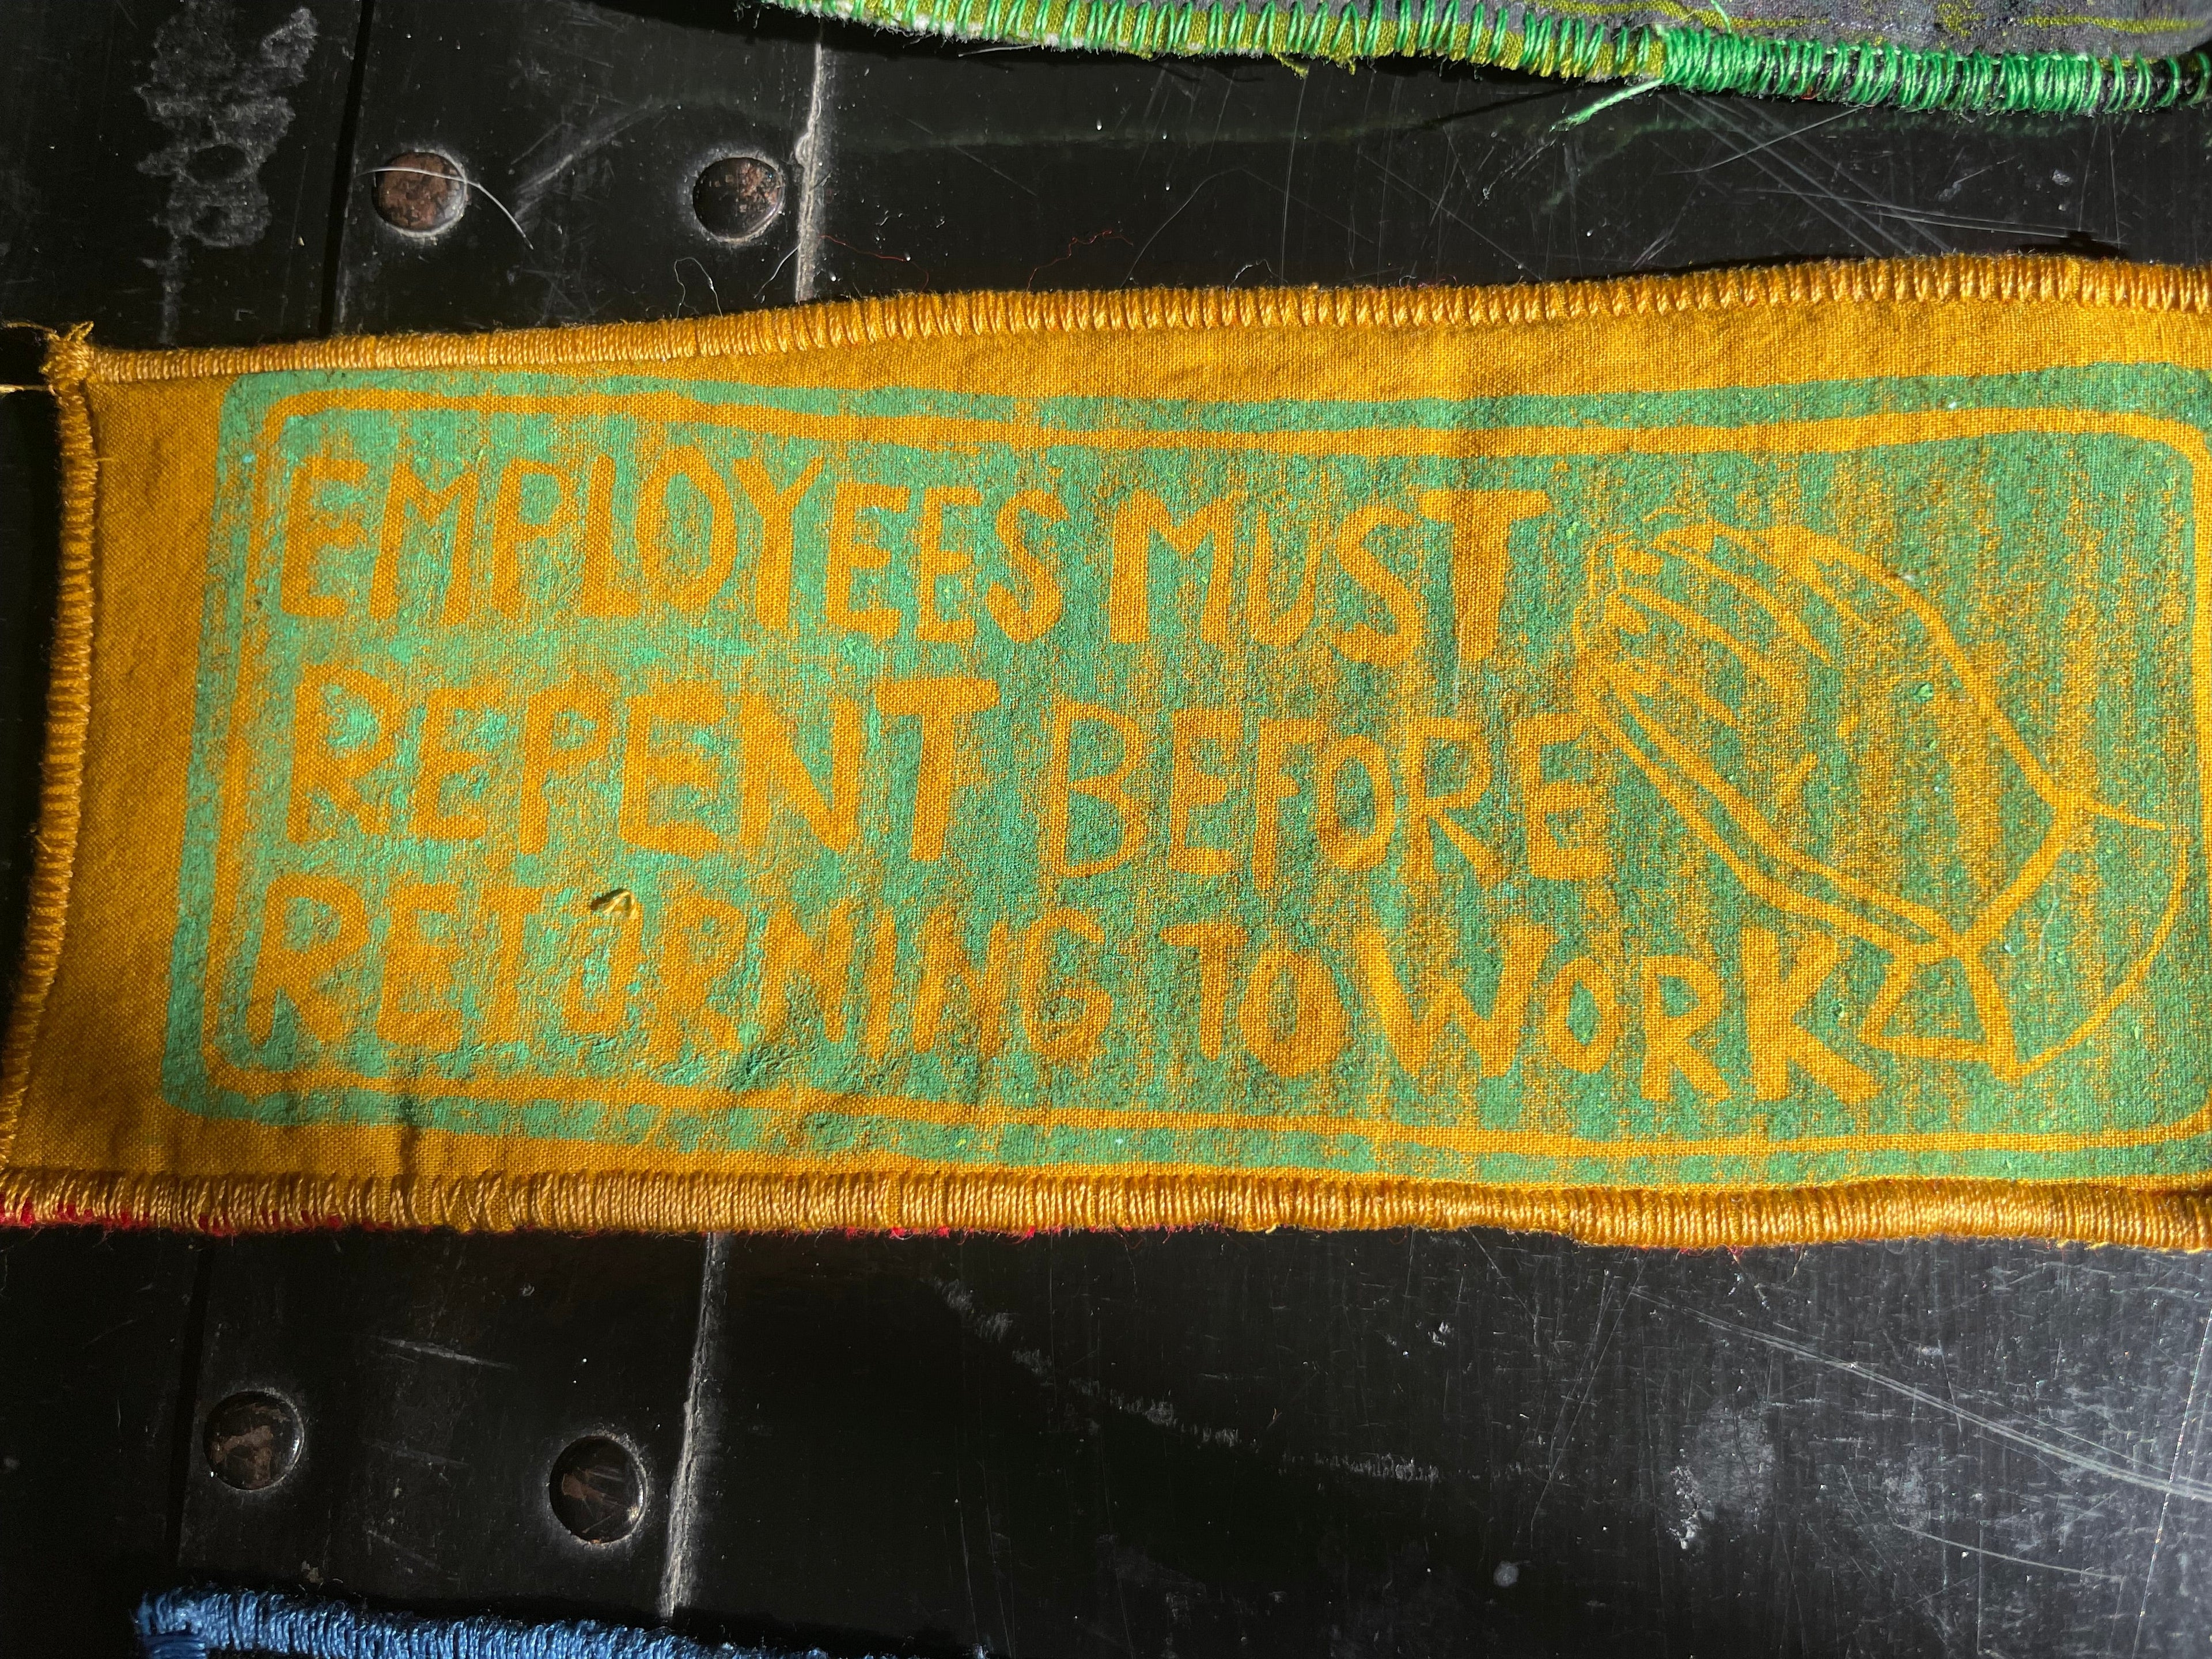 EMPLOYEES MUST
REPENT BEFORE
RETURNING TO WORK